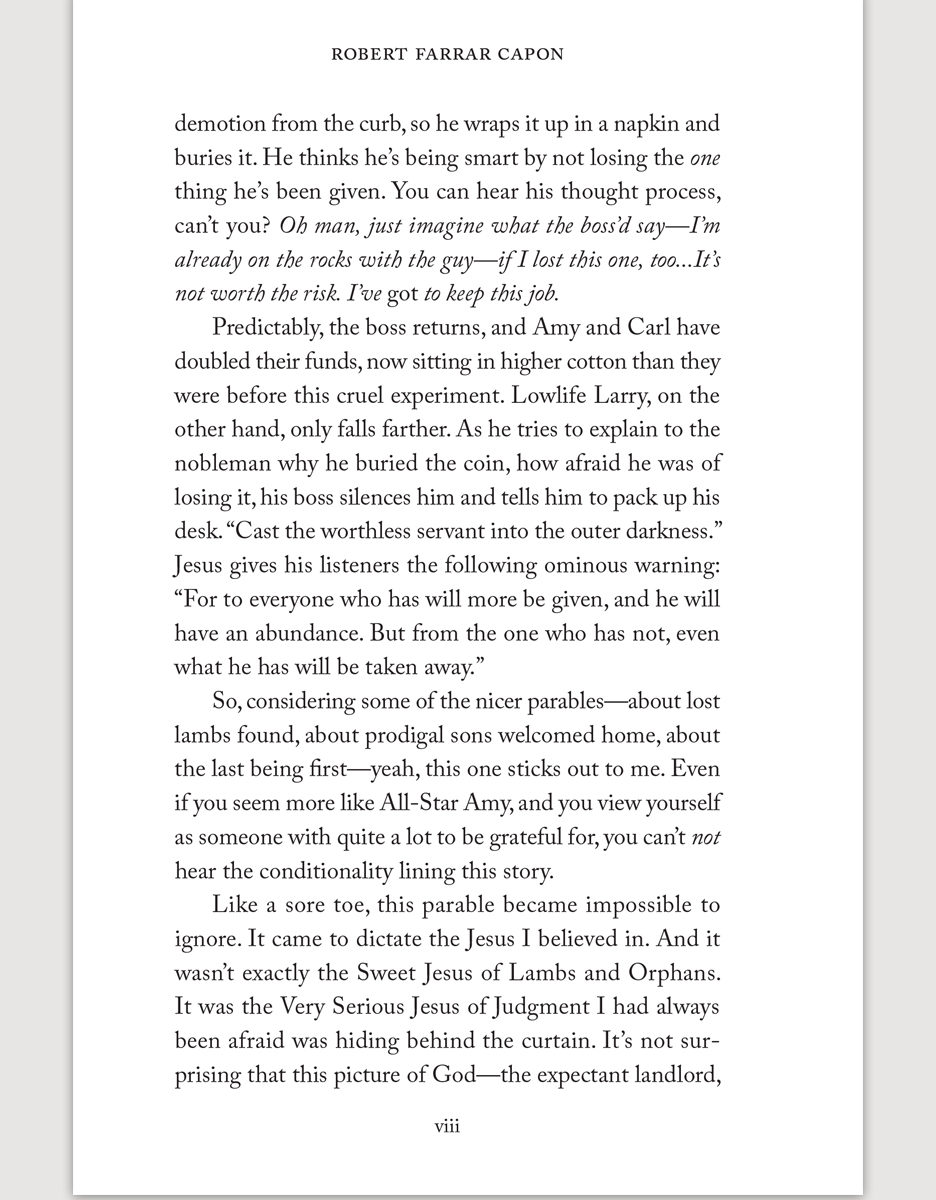 ROBERT FARRAR CAPON
demotion from the curb, so he wraps it up in a napkin and
buries it. He thinks he’s being smart by not losing the one
thing he’s been given. You can hear his thought process,
can’t you? Oh man, just imagine what the boss’d say—I’m
already on the rocks with the guy—if I lost this one, too...It’s
not worth the risk. I’ve got to keep this job.
Predictably, the boss returns, and Amy and Carl have
doubled their funds, now sitting in higher cotton than they
were before this cruel experiment. Lowlife Larry, on the
other hand, only falls farther. As he tries to explain to the
nobleman why he buried the coin, how afraid he was of
losing it, his boss silences him and tells him to pack up his
desk. “Cast the worthless servant into the outer darkness.”
Jesus gives his listeners the following ominous warning:
“For to everyone who has will more be given, and he will
have an abundance. But from the one who has not, even
what he has will be taken away.”
So, considering some of the nicer parables—about lost
lambs found, about prodigal sons welcomed home, about
the last being first—yeah, this one sticks out to me. Even
if you seem more like All-Star Amy, and you view yourself
as someone with quite a lot to be grateful for, you can’t not
hear the conditionality lining this story.
Like a sore toe, this parable became impossible to
ignore. It came to dictate the Jesus I believed in. And it
wasn’t exactly the Sweet Jesus of Lambs and Orphans.
It was the Very Serious Jesus of Judgment I had always
been afraid was hiding behind the curtain. It’s not sur-
prising that this picture of God—the expectant landlord,
viii